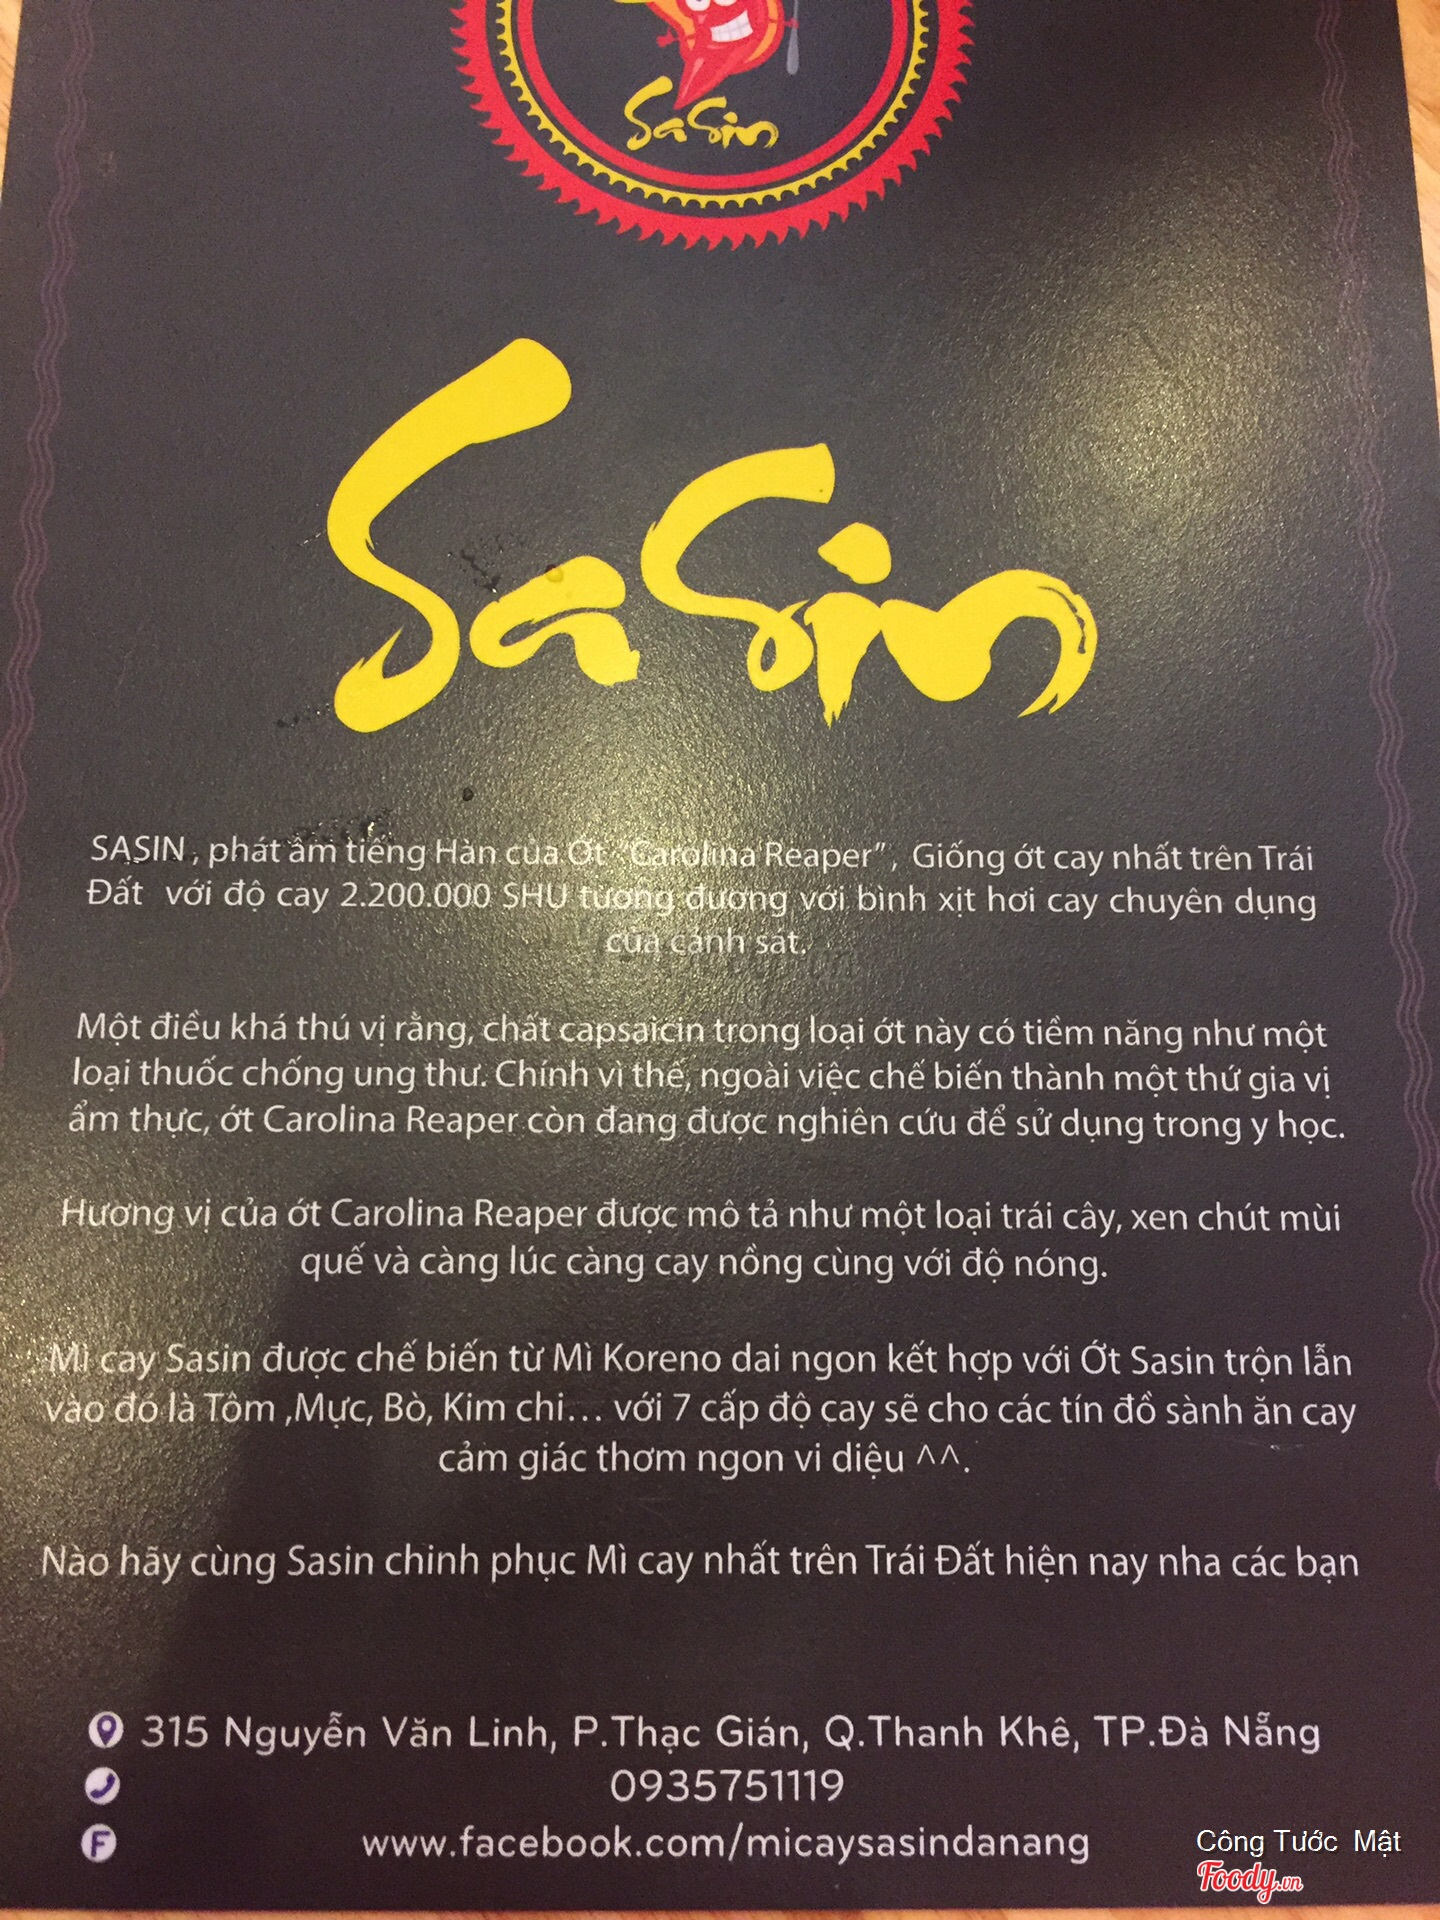 SaSin
SaSin
SASIN , phát âm tiếng Hàn của Ớt "Carolina Reaper", Giống ớt cay nhất trên Trái
Đất với độ cay 2.200.000 SHU tương đương với bình xịt hơi cay chuyên dụng
của cảnh sát.
Một điều khá thú vị rằng, chất capsaicin trong loại ớt này có tiềm năng như một
loại thuốc chống ung thư. Chính vì thế, ngoài việc chế biến thành một thứ gia vị
ẩm thực, ớt Carolina Reaper còn đang được nghiên cứu để sử dụng trong y học.
Hương vị của ớt Carolina Reaper được mô tả như một loại trái cây, xen chút mùi
quế và càng lúc càng cay nồng cùng với độ nóng.
Mì cay Sasin được chế biến từ Mì Koreno dai ngon kết hợp với Ớt Sasin trộn lẫn
vào đó là Tôm ,Mực, Bò, Kim chi... với 7 cấp độ cay sẽ cho các tín đồ sành ăn cay
cảm giác thơm ngon vi diệu ^^.
Nào hãy cùng Sasin chinh phục Mì cay nhất trên Trái Đất hiện nay nha các bạn
315 Nguyễn Văn Linh, P.Thạc Gián, Q.Thanh Khê, TP.Đà Nẵng
0935751119
F www.facebook.com/micaysasindanang
Công Tước Mật
Foody.vn